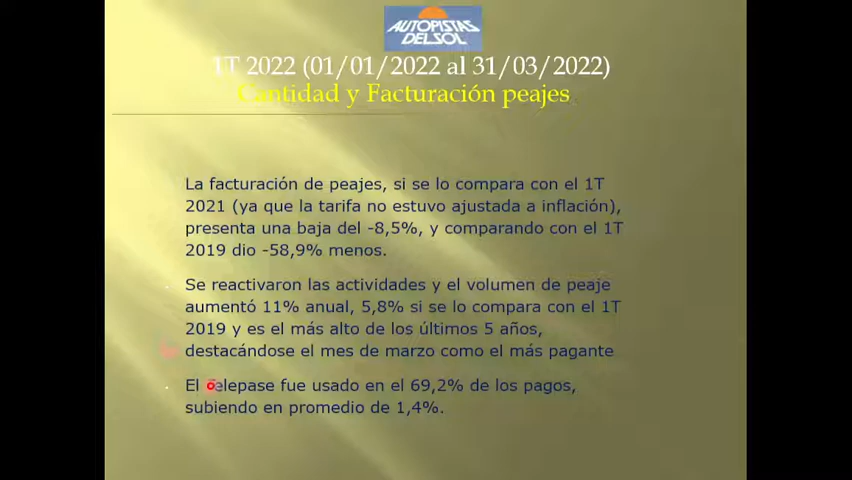 AUTOPISTAS
DEL SOL
1T 2022 (01/01/2022 al 31/03/2022)
Cantidad y Facturación peajes
La facturación de peajes, si se lo compara con el 1T
2021 (ya que la tarifa no estuvo ajustada a inflación),
presenta una baja del -8,5%, y comparando con el 1T
2019 dio -58,9% menos.
Se reactivaron las actividades y el volumen de peaje
aumentó 11% anual, 5,8% si se lo compara con el 1T
2019 y es el más alto de los últimos 5 años,
destacándose el mes de marzo como el más pagante
El Telepase fue usado en el 69,2% de los pagos,
subiendo en promedio de 1,4%.